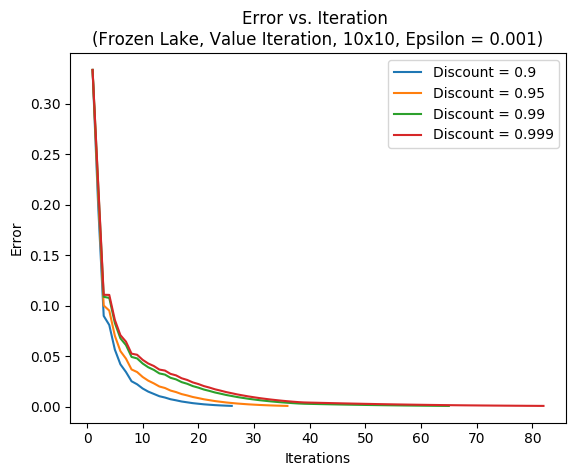 Error vs. Iteration
(Frozen Lake, Value Iteration, 10x10, Epsilon = 0.001)
Discount = 0.9
Discount = 0.95
Discount = 0.99
Discount = 0.999
Error
0.30
0.25
0.20
0.15
0.10
0.05
0.00
0 10 20 30 40 50 60 70 80
Iterations